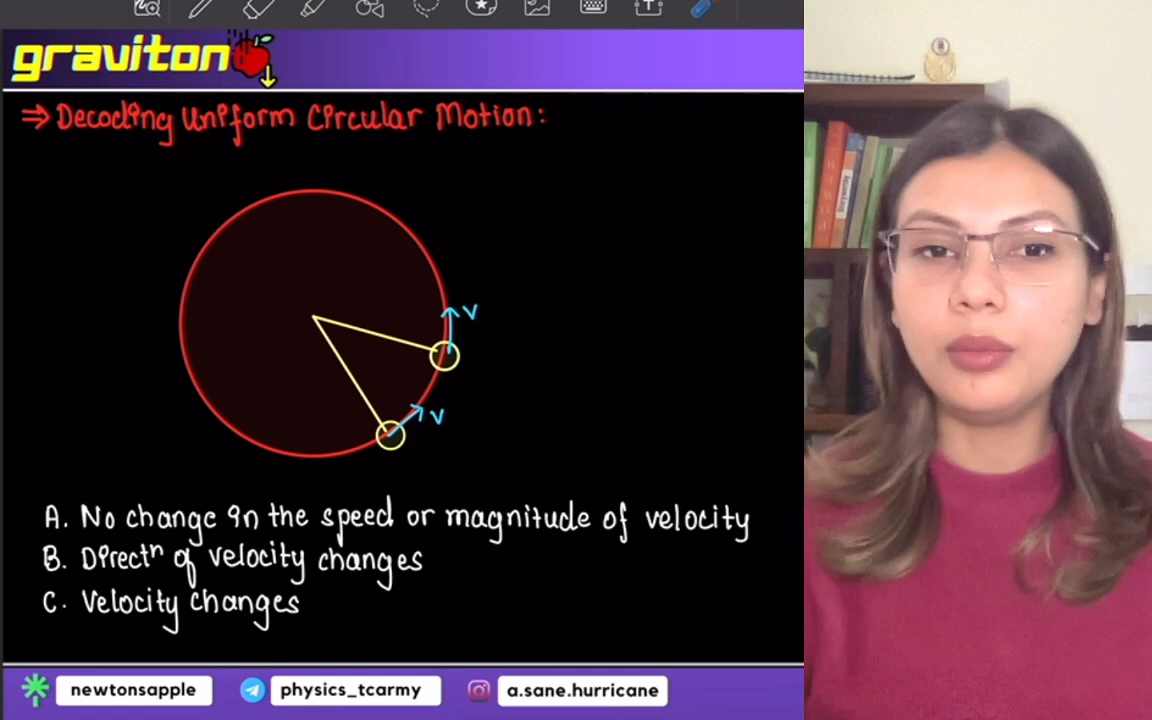 graviton
⇒ Decoding Uniform Circular Motion:
v
v
A. No change in the speed or magnitude of velocity
B. Directⁿ of velocity changes
C. Velocity changes
newtonsapple
physics_tcarmy
a.sane.hurricane